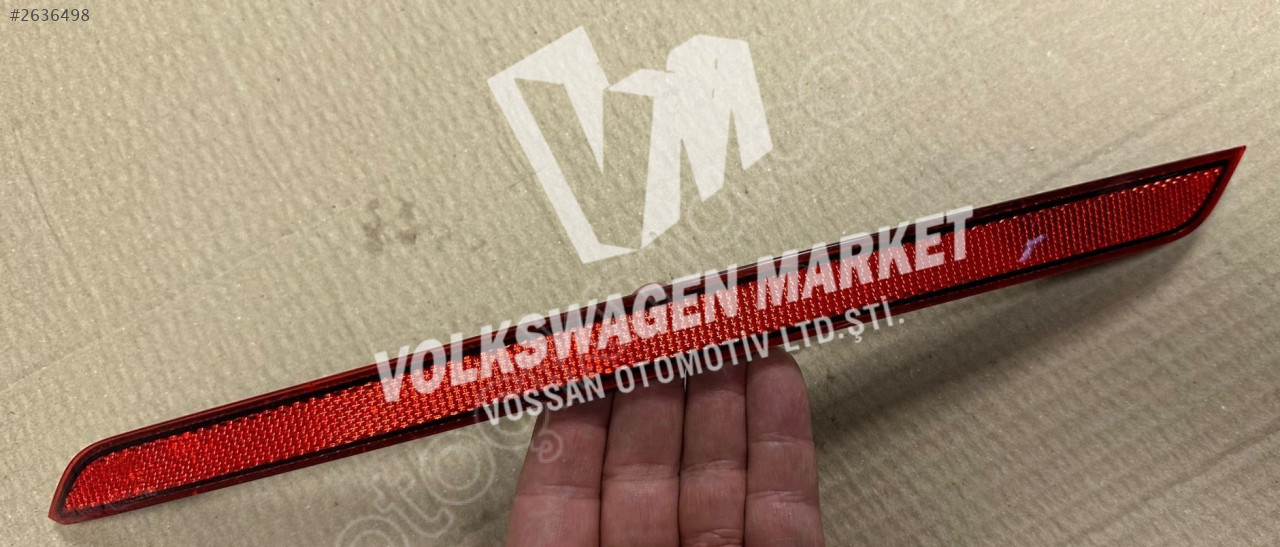 #2636498
VM
VOLKSWAGEN MARKET
VOSSAN OTOMOTİV LTD.ŞTİ.